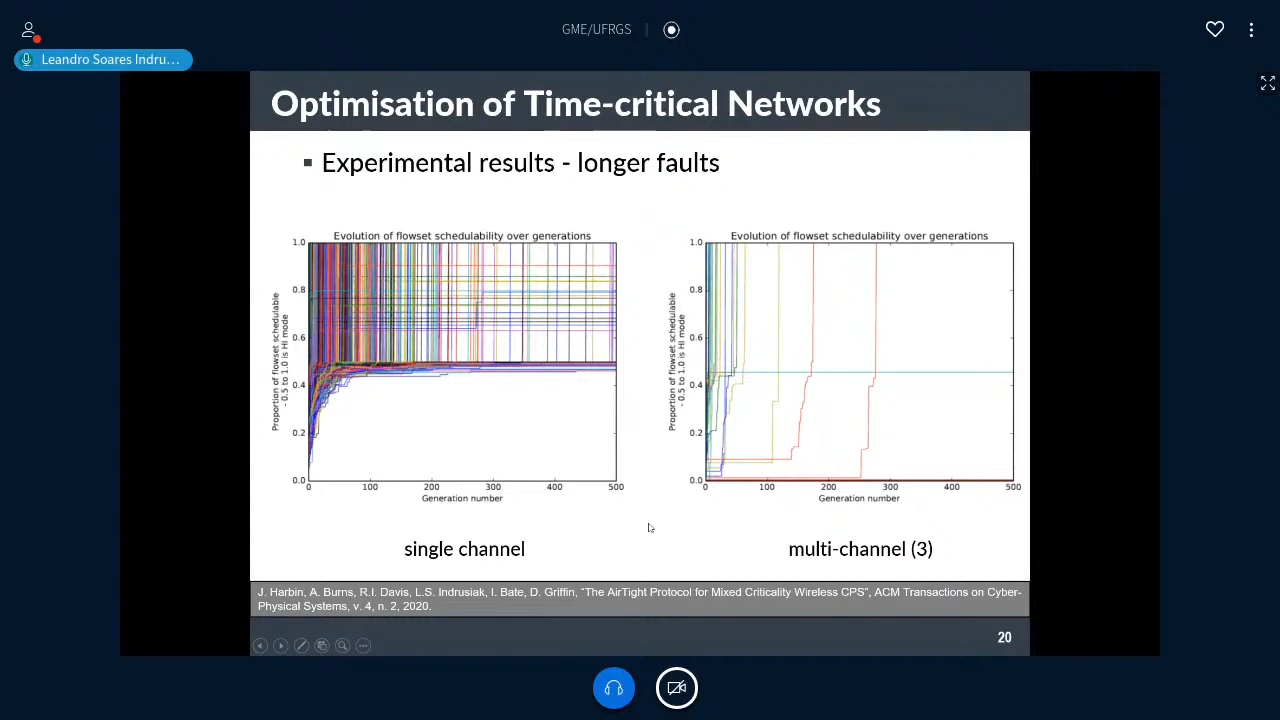 GME/UFRGS
Leandro Soares Indru…
Optimisation of Time-critical Networks
Experimental results - longer faults
Evolution of flowset schedulability over generations
1.0
0.8
0.6
0.4
0.2
0.0
Proportion of flowset schedulable
- 0.5 to 1.0 is HI mode
0 100 200 300 400 500
Generation number
single channel
Evolution of flowset schedulability over generations
1.0
0.8
0.6
0.4
0.2
0.0
Proportion of flowset schedulable
- 0.5 to 1.0 is HI mode
0 100 200 300 400 500
Generation number
multi-channel (3)
J. Harbin, A. Burns, R.I. Davis, L.S. Indrusiak, I. Bate, D. Griffin, “The AirTight Protocol for Mixed Criticality Wireless CPS”, ACM Transactions on Cyber-
Physical Systems, v. 4, n. 2, 2020.
20